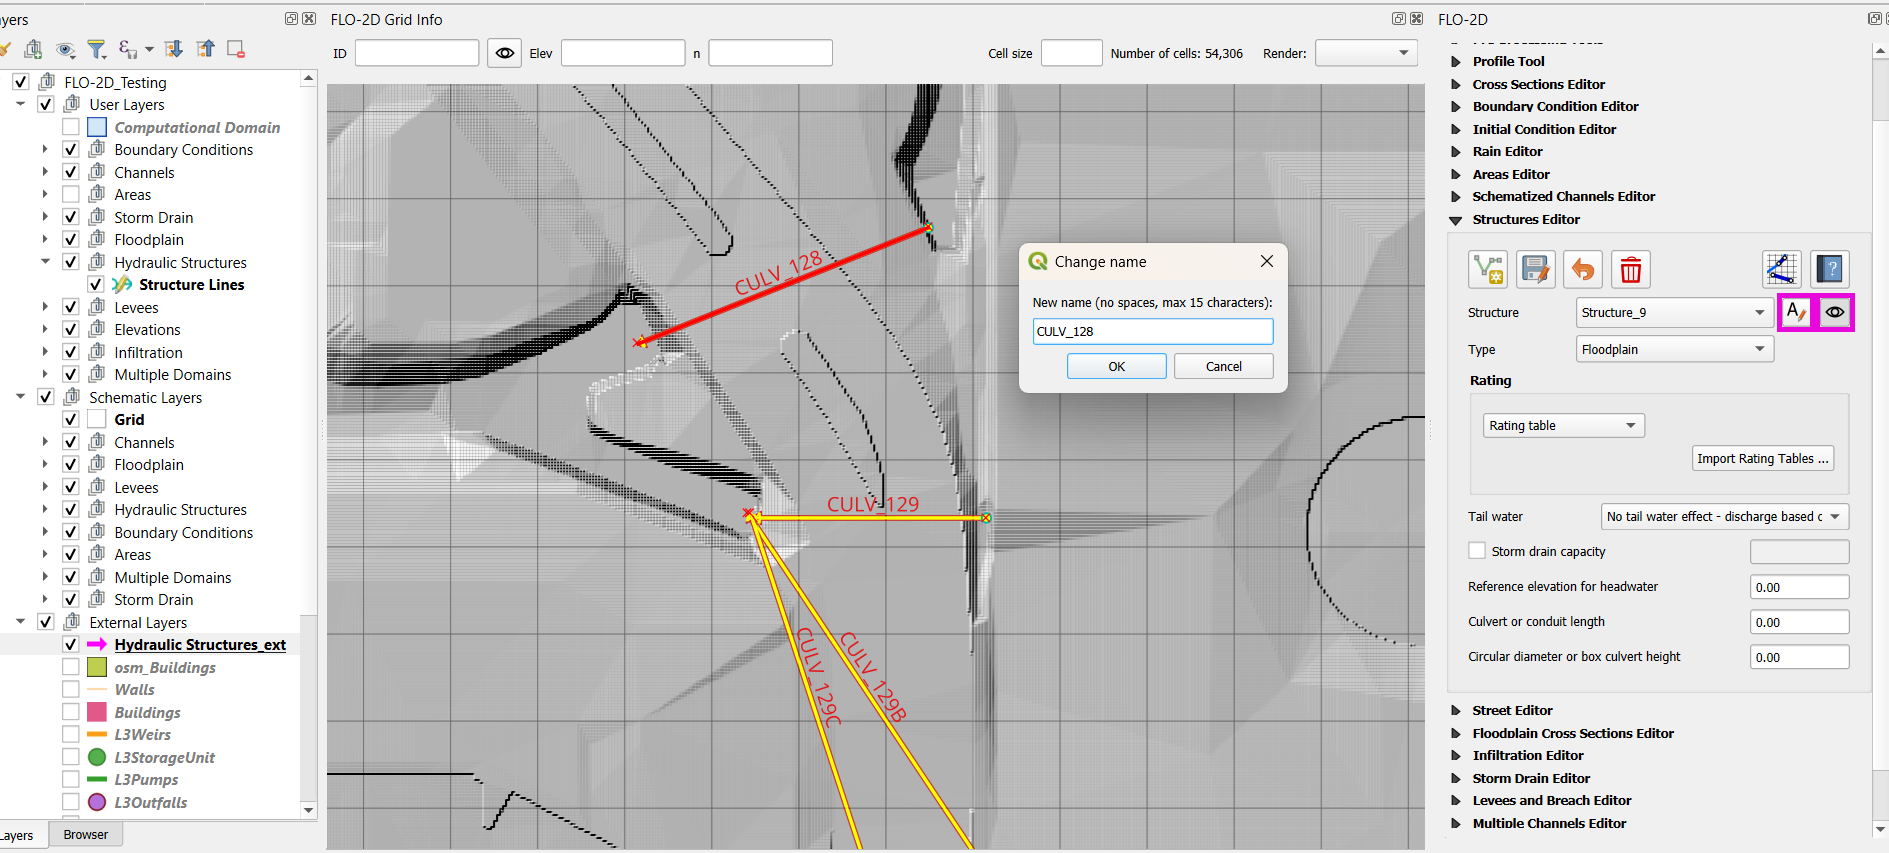 yers
FLO-2D_Testing
User Layers
Computational Domain
Boundary Conditions
Channels
Areas
Storm Drain
Floodplain
Hydraulic Structures
Structure Lines
Levees
Elevations
Infiltration
Multiple Domains
Schematic Layers
Grid
Channels
Floodplain
Levees
Hydraulic Structures
Boundary Conditions
Areas
Multiple Domains
Storm Drain
External Layers
Hydraulic Structures_ext
osm_Buildings
Walls
Buildings
L3Weirs
L3StorageUnit
L3Pumps
L3Outfalls
Layers
Browser
FLO-2D Grid Info
ID
Elev
n
Cell size
Number of cells: 54,306
Render:
CULV_128
CULV_129
CULV_129B
CULV_129C
Change name
New name (no spaces, max 15 characters):
CULV_128
OK
Cancel
FLO-2D
Profile Tool
Cross Sections Editor
Boundary Condition Editor
Initial Condition Editor
Rain Editor
Areas Editor
Schematized Channels Editor
Structures Editor
Structure
Structure_9
Type
Floodplain
Rating
Rating table
Import Rating Tables ...
Tail water
No tail water effect - discharge based c
Storm drain capacity
Reference elevation for headwater
0.00
Culvert or conduit length
0.00
Circular diameter or box culvert height
0.00
Street Editor
Floodplain Cross Sections Editor
Infiltration Editor
Storm Drain Editor
Levees and Breach Editor
Multiple Channels Editor